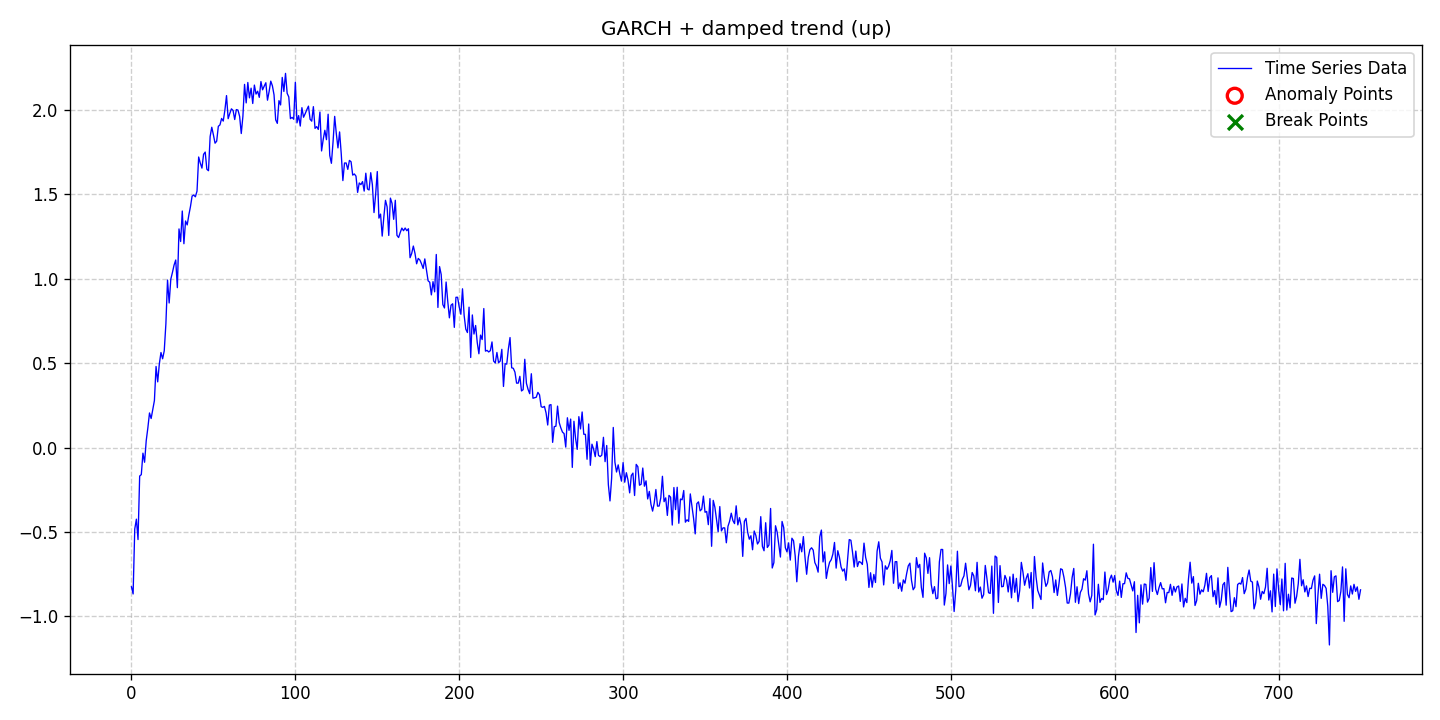 GARCH + damped trend (up)
Time Series Data
Anomaly Points
Break Points
2.0
1.5
1.0
0.5
0.0
−0.5
−1.0
0 100 200 300 400 500 600 700